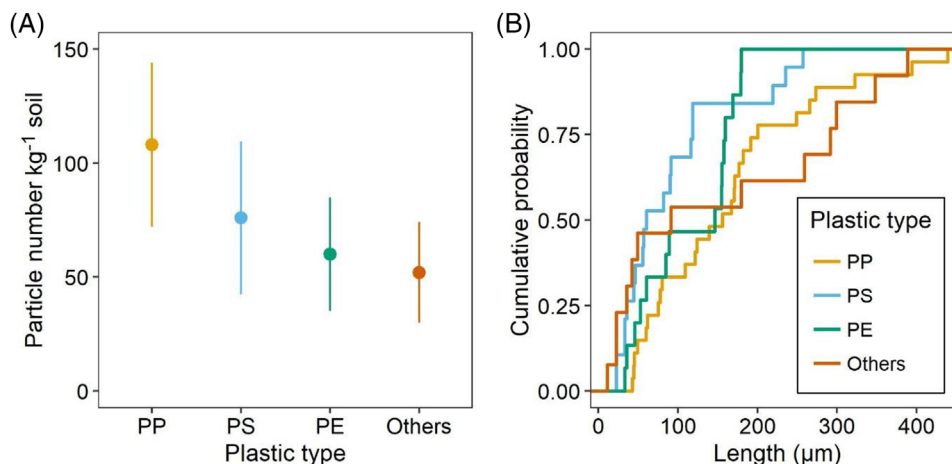 (A)
150
100
50
0
Particle number kg⁻¹ soil
PP PS PE Others
Plastic type
(B)
1.00
0.75
0.50
0.25
0.00
Cumulative probability
0 100 200 300 400
Length (µm)
Plastic type
PP
PS
PE
Others